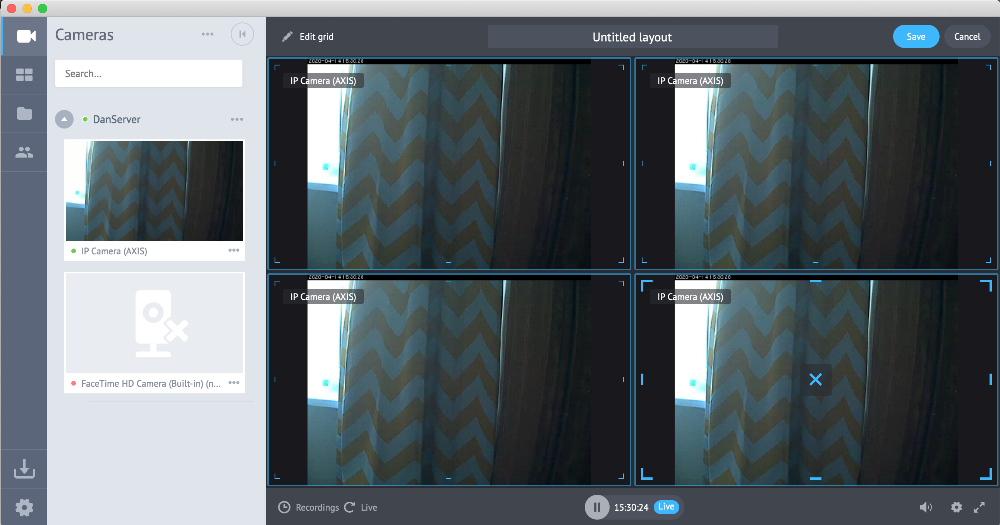 Cameras
Search...
DanServer
IP Camera (AXIS)
FaceTime HD Camera (Built-in) (n...
Edit grid
Untitled layout
Save
Cancel
2020-04-14 15:30:28
IP Camera (AXIS)
2020-04-14 15:30:28
IP Camera (AXIS)
2020-04-14 15:30:28
IP Camera (AXIS)
2020-04-14 15:30:28
IP Camera (AXIS)
Recordings
Live
15:30:24
Live